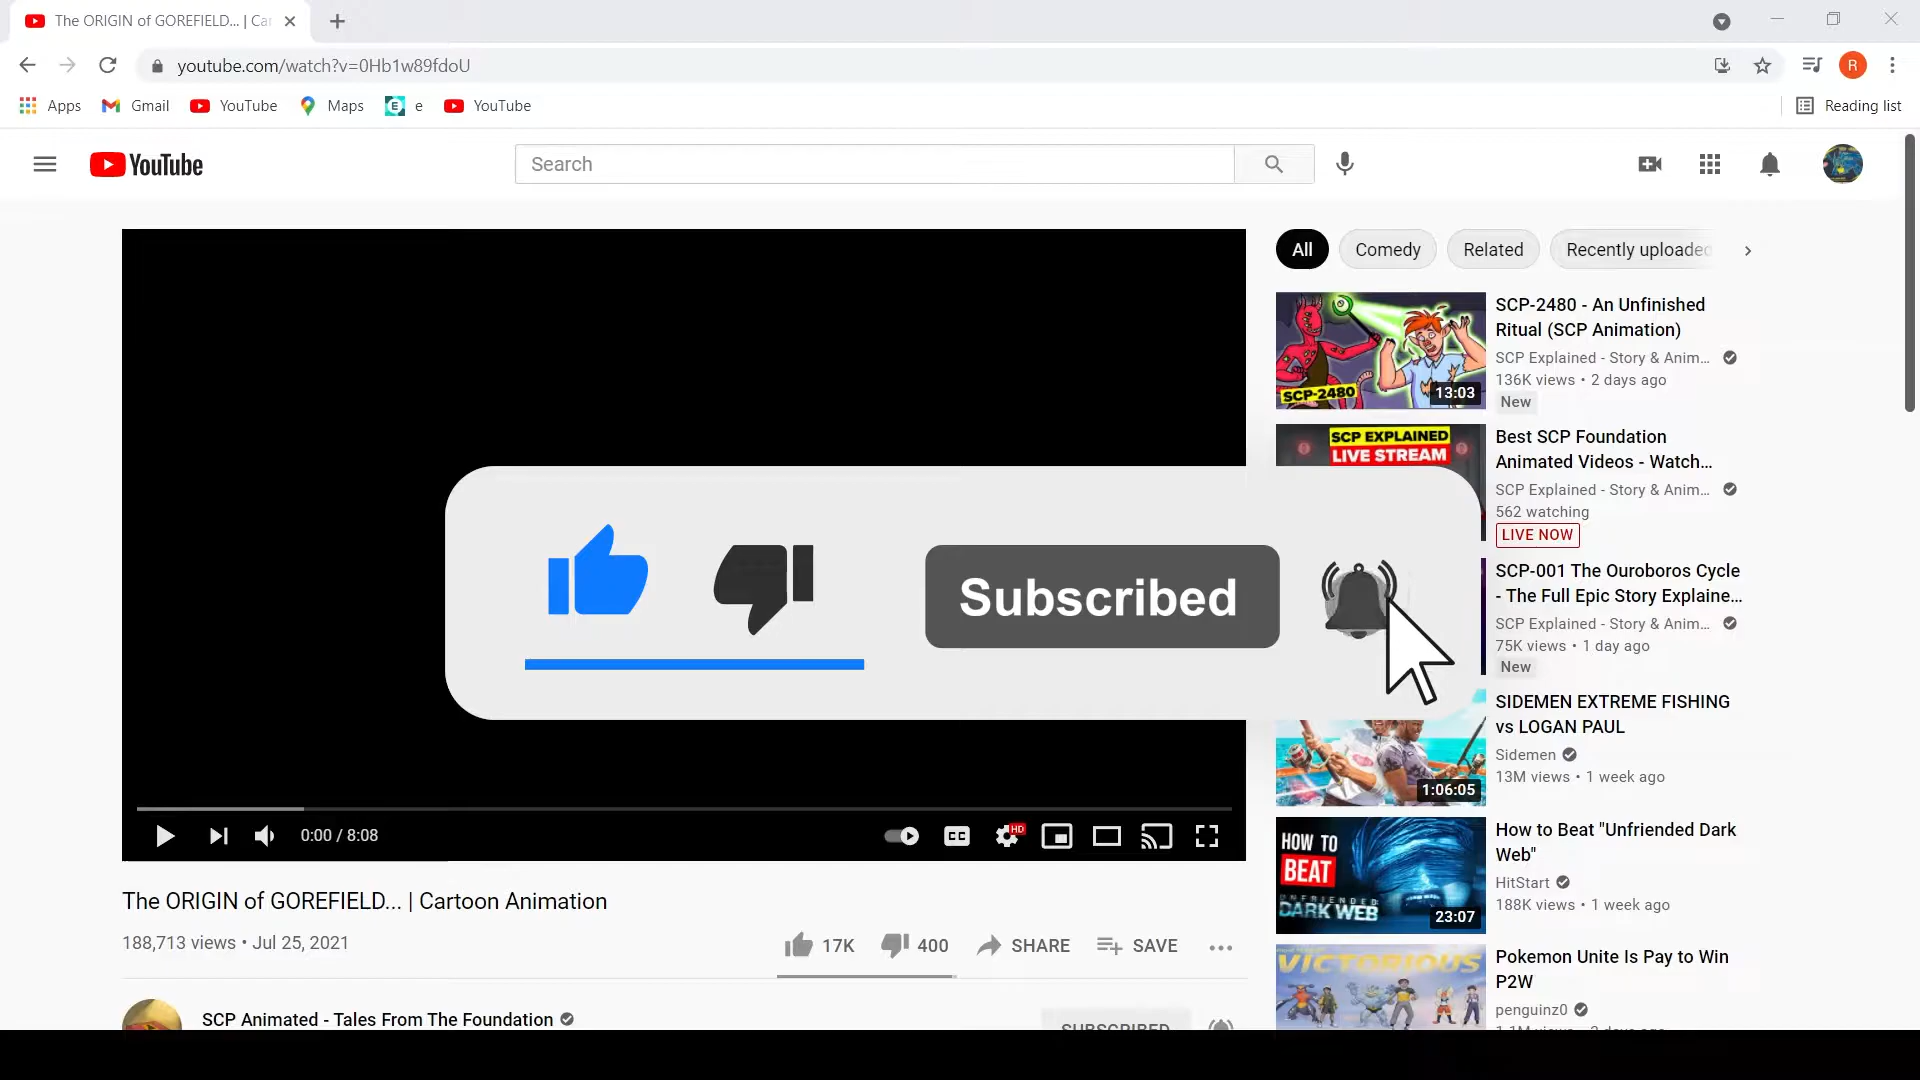 The ORIGIN of GOREFIELD... | Ca
youtube.com/watch?v=0Hb1w89fdoU
R
Apps
Gmail
YouTube
Maps
e
YouTube
Reading list
YouTube
Search
All
Comedy
Related
Recently uploaded
SCP-2480
13:03
SCP-2480 - An Unfinished
Ritual (SCP Animation)
SCP Explained - Story & Anim...
136K views • 2 days ago
New
SCP EXPLAINED
LIVE STREAM
Best SCP Foundation
Animated Videos - Watch...
SCP Explained - Story & Anim...
562 watching
LIVE NOW
Subscribed
SCP-001 The Ouroboros Cycle
- The Full Epic Story Explaine...
SCP Explained - Story & Anim...
75K views • 1 day ago
New
1:06:05
SIDEMEN EXTREME FISHING
vs LOGAN PAUL
Sidemen
13M views • 1 week ago
0:00 / 8:08
CC
HD
HOW TO
BEAT
UNFRIENDED
DARK WEB
23:07
How to Beat "Unfriended Dark
Web"
HitStart
188K views • 1 week ago
The ORIGIN of GOREFIELD... | Cartoon Animation
188,713 views • Jul 25, 2021
17K
400
SHARE
SAVE
VICTORIOUS
Pokemon Unite Is Pay to Win
P2W
penguinz0
SCP Animated - Tales From The Foundation
SUBSCRIBED